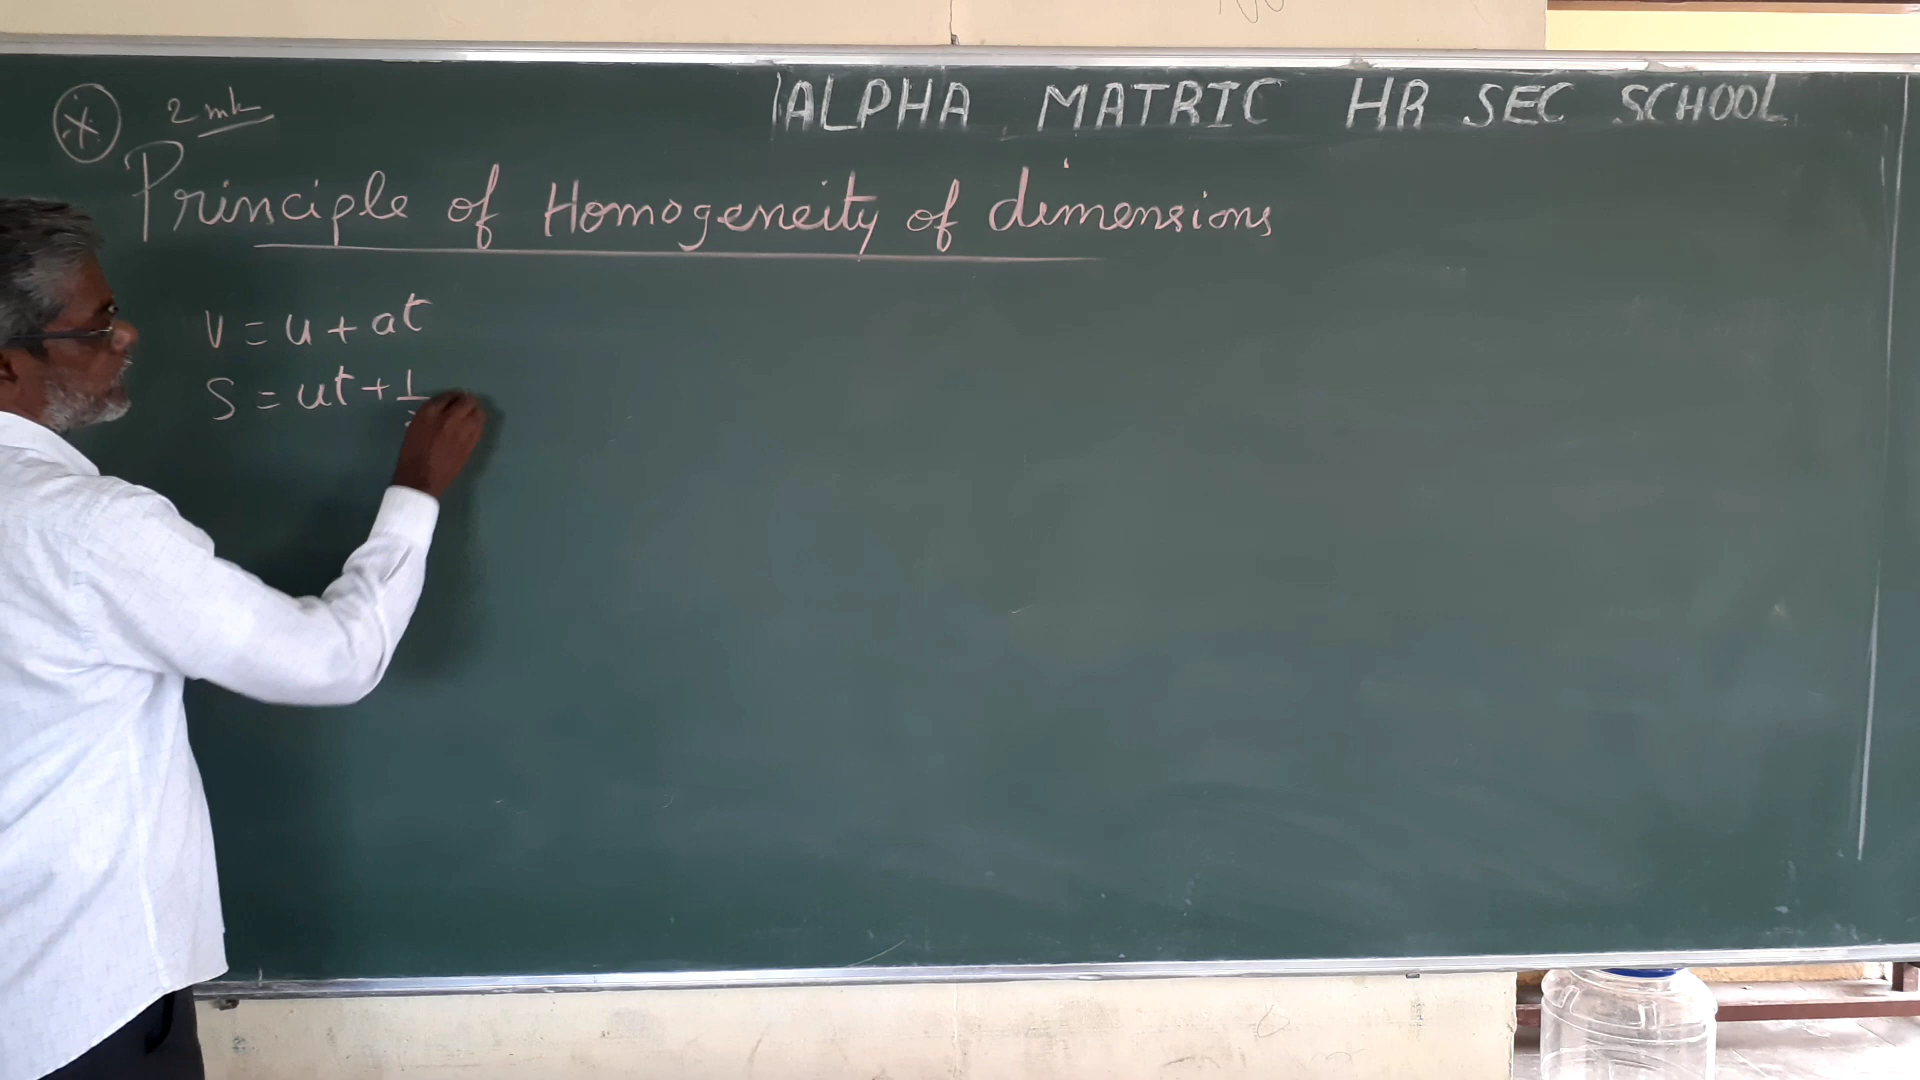 ALPHA MATRIC HR SEC SCHOOL
2 mk
Principle of Homogeneity of dimensions
V = u + at
S = ut + 1